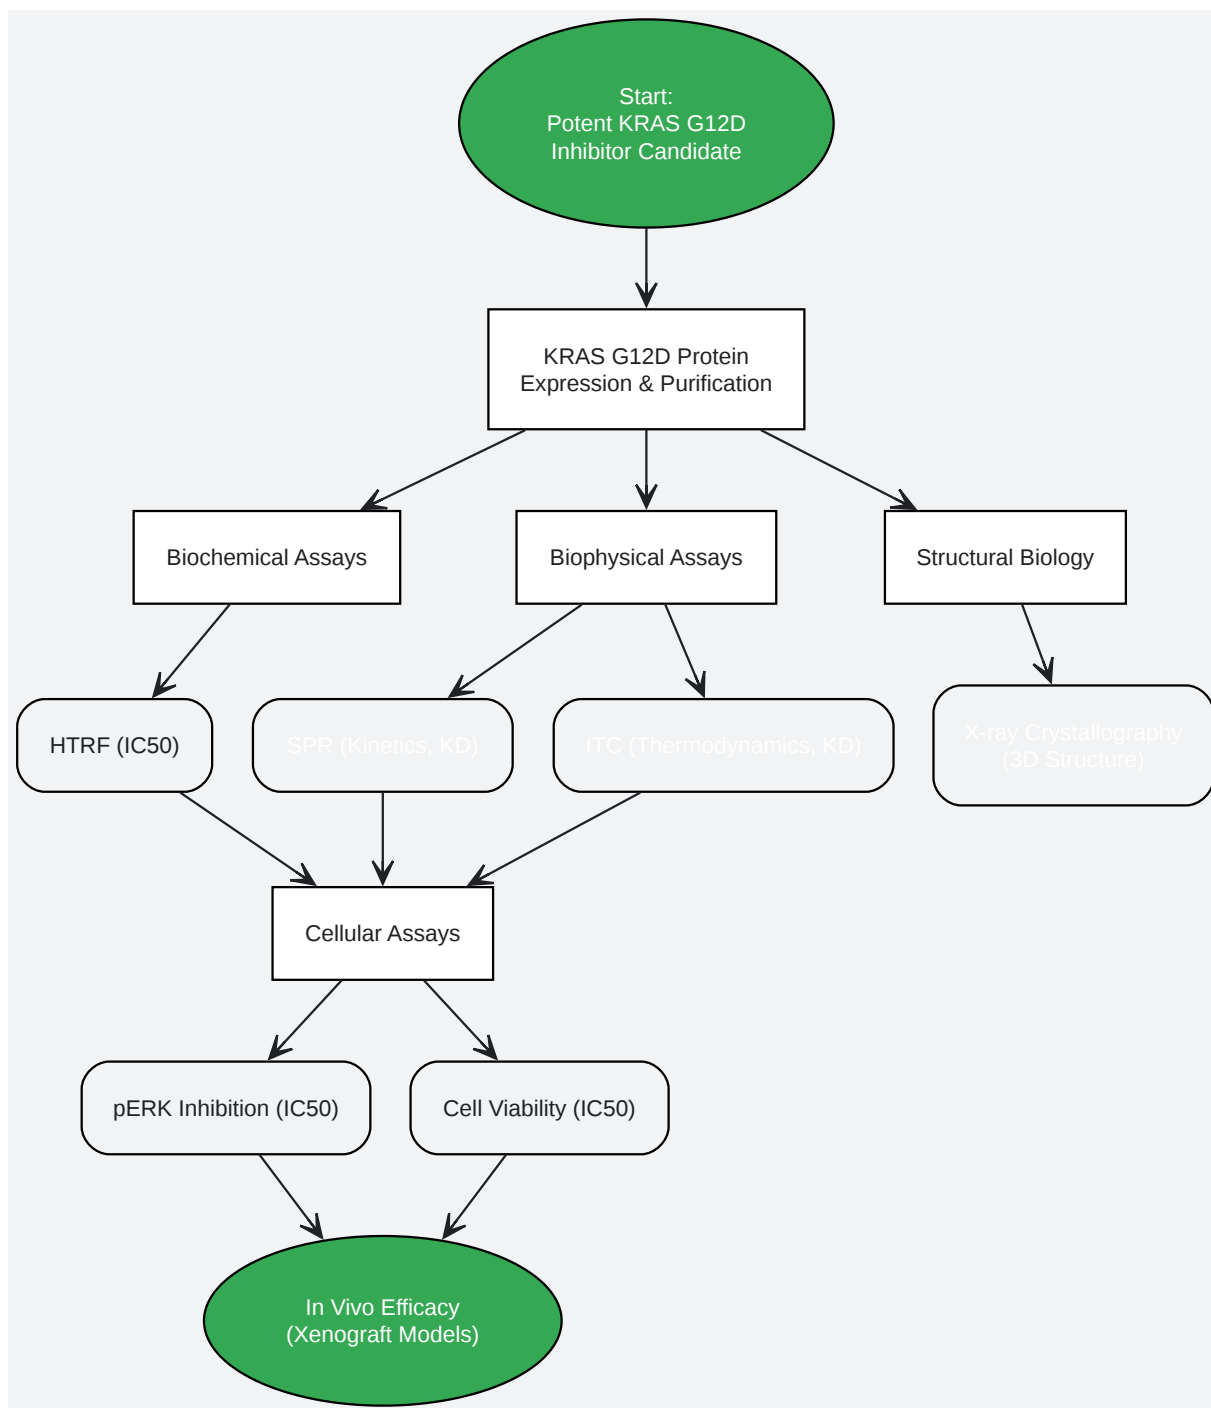 Start:
Potent KRAS G12D
Inhibitor Candidate
KRAS G12D Protein
Expression & Purification
Biochemical Assays
Biophysical Assays
Structural Biology
HTRF (IC50)
SPR (Kinetics, KD)
ITC (Thermodynamics, KD)
X-ray Crystallography
(3D Structure)
Cellular Assays
pERK Inhibition (IC50)
Cell Viability (IC50)
In Vivo Efficacy
(Xenograft Models)